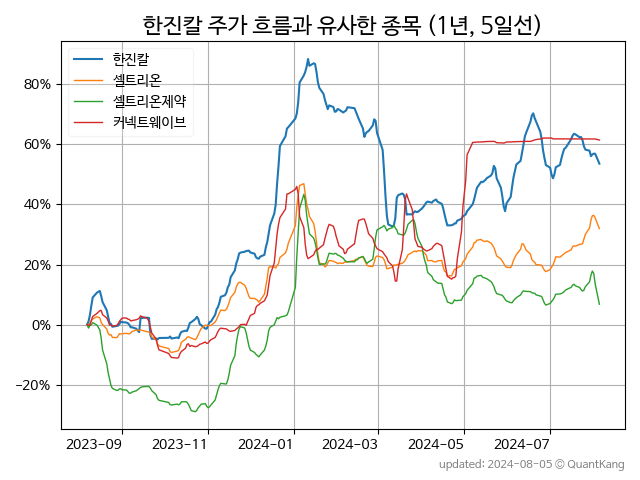 한진칼 주가 흐름과 유사한 종목 (1년, 5일선)
한진칼
셀트리온
셀트리온제약
커넥트웨이브
80%
60%
40%
20%
0%
−20%
2023-09 2023-11 2024-01 2024-03 2024-05 2024-07
updated: 2024-08-05 © QuantKang